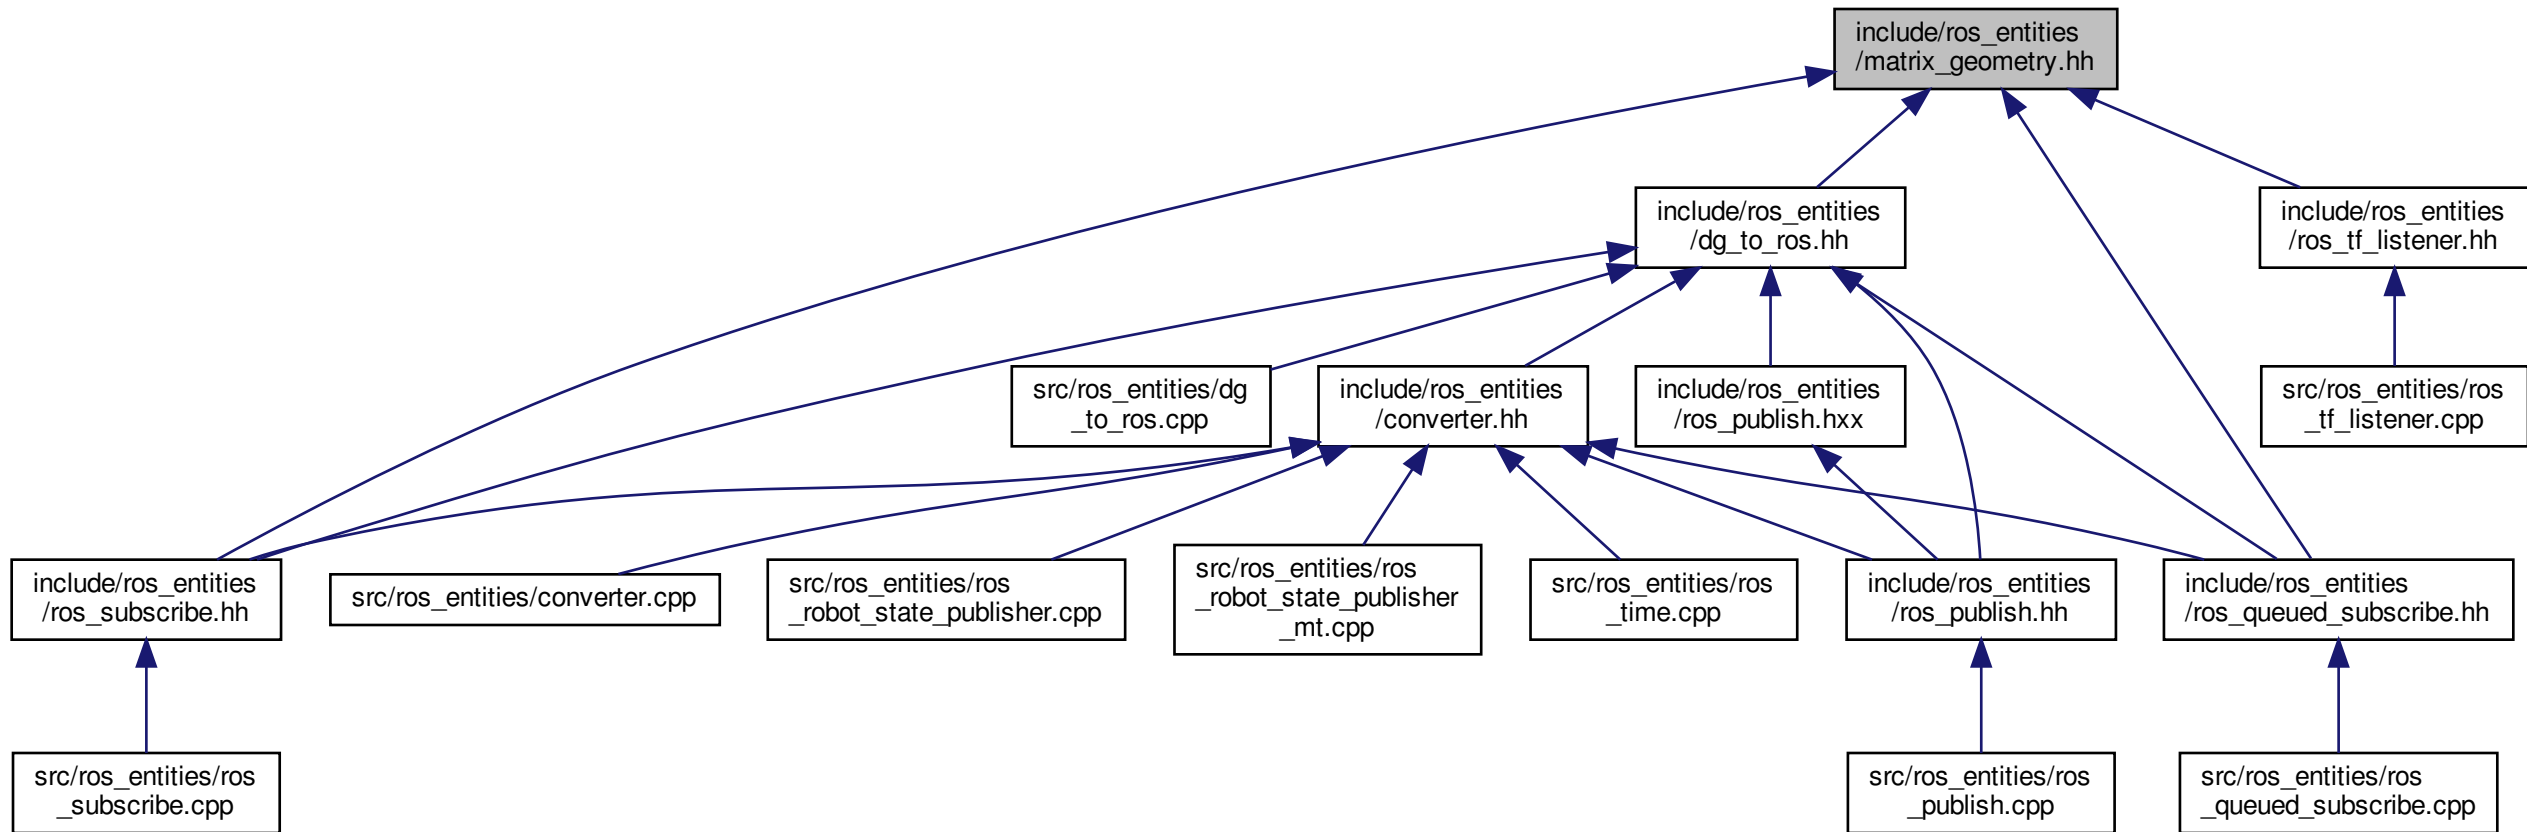 include/ros_entities
/matrix_geometry.hh
include/ros_entities
/dg_to_ros.hh
include/ros_entities
/ros_tf_listener.hh
src/ros_entities/dg
_to_ros.cpp
include/ros_entities
/converter.hh
include/ros_entities
/ros_publish.hxx
src/ros_entities/ros
_tf_listener.cpp
include/ros_entities
/ros_subscribe.hh
src/ros_entities/converter.cpp
src/ros_entities/ros
_robot_state_publisher.cpp
src/ros_entities/ros
_robot_state_publisher
_mt.cpp
src/ros_entities/ros
_time.cpp
include/ros_entities
/ros_publish.hh
include/ros_entities
/ros_queued_subscribe.hh
src/ros_entities/ros
_subscribe.cpp
src/ros_entities/ros
_publish.cpp
src/ros_entities/ros
_queued_subscribe.cpp